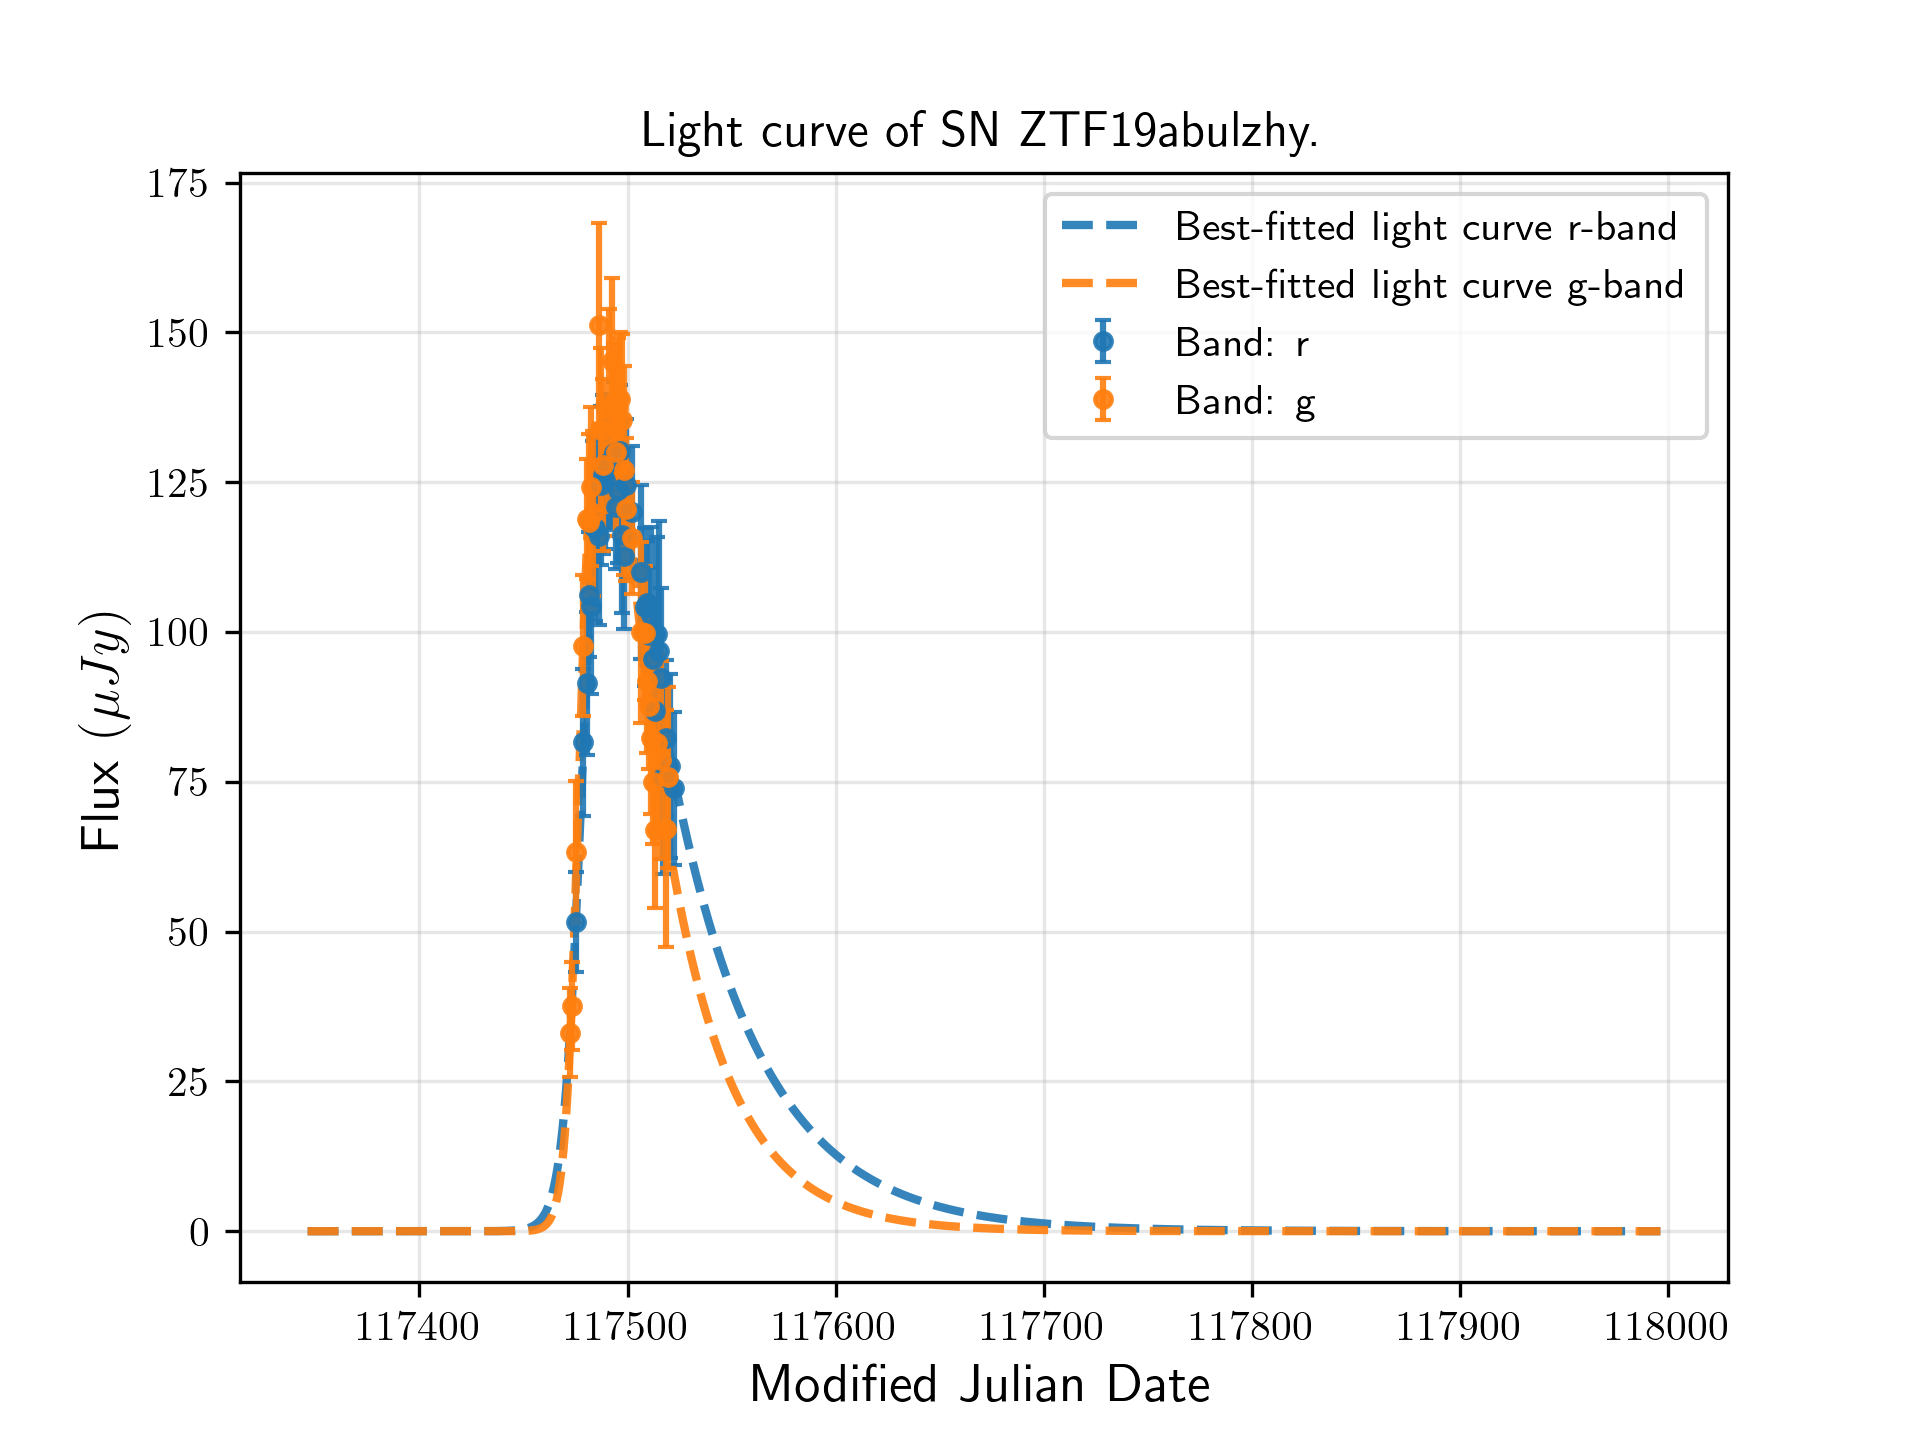 Light curve of SN ZTF19abulzhy.
175
150
125
100
75
50
25
0
Flux (μJy)
Best-fitted light curve r-band
Best-fitted light curve g-band
Band: r
Band: g
117400 117500 117600 117700 117800 117900 118000
Modified Julian Date